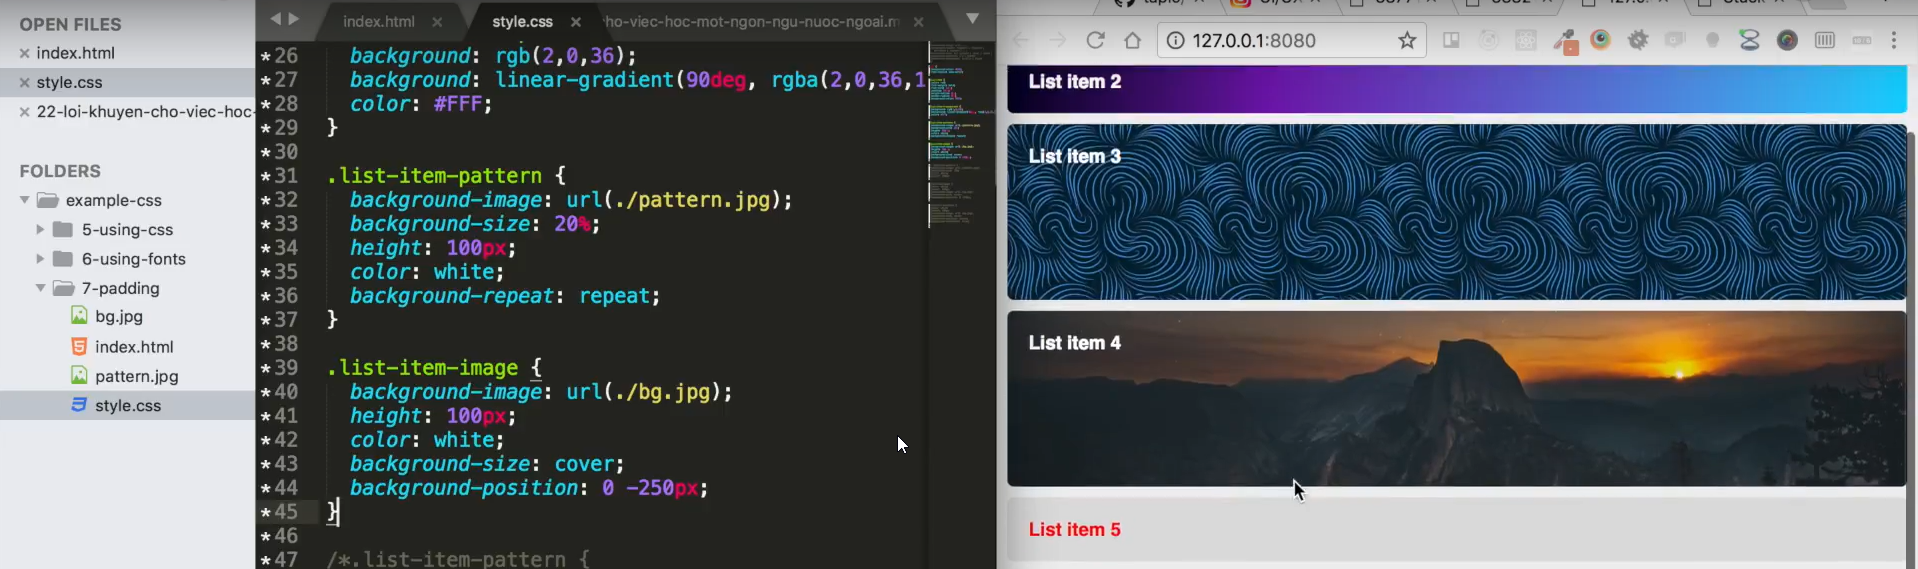 OPEN FILES
index.html
style.css
22-loi-khuyen-cho-viec-hoc-
FOLDERS
example-css
5-using-css
6-using-fonts
7-padding
bg.jpg
index.html
pattern.jpg
style.css
index.html
style.css
ho-viec-hoc-mot-ngon-ngu-nuoc-ngoai.m
26 background: rgb(2,0,36);
27 background: linear-gradient(90deg, rgba(2,0,36,1
28 color: #FFF;
29 }
30
31 .list-item-pattern {
32 background-image: url(./pattern.jpg);
33 background-size: 20%;
34 height: 100px;
35 color: white;
36 background-repeat: repeat;
37 }
38
39 .list-item-image {
40 background-image: url(./bg.jpg);
41 height: 100px;
42 color: white;
43 background-size: cover;
44 background-position: 0 -250px;
45 }
46
47 /*.list-item-pattern {
127.0.0.1:8080
List item 2
List item 3
List item 4
List item 5